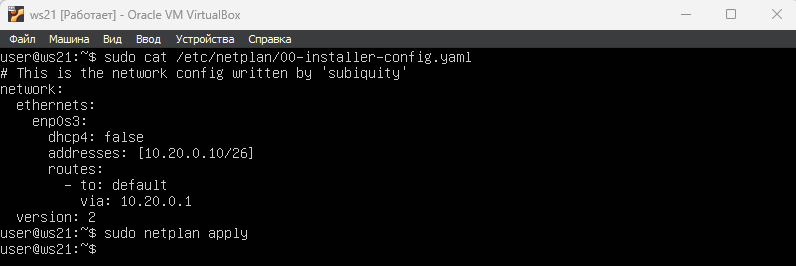 ws21 [Работает] - Oracle VM VirtualBox
Файл Машина Вид Ввод Устройства Справка
user@ws21:~$ sudo cat /etc/netplan/00-installer-config.yaml
# This is the network config written by 'subiquity'
network:
  ethernets:
    enp0s3:
      dhcp4: false
      addresses: [10.20.0.10/26]
      routes:
        - to: default
          via: 10.20.0.1
  version: 2
user@ws21:~$ sudo netplan apply
user@ws21:~$